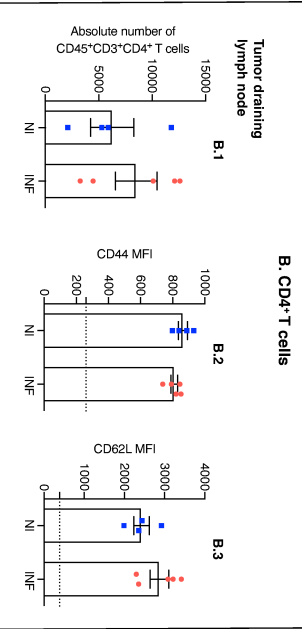 B. CD4⁺ T cells
Tumor draining
lymph node
B.1
Absolute number of
CD45⁺CD3⁺CD4⁺ T cells
15000
10000
5000
0
NI
INF
B.2
CD44 MFI
1000
800
600
400
200
0
NI
INF
B.3
CD62L MFI
4000
3000
2000
1000
0
NI
INF